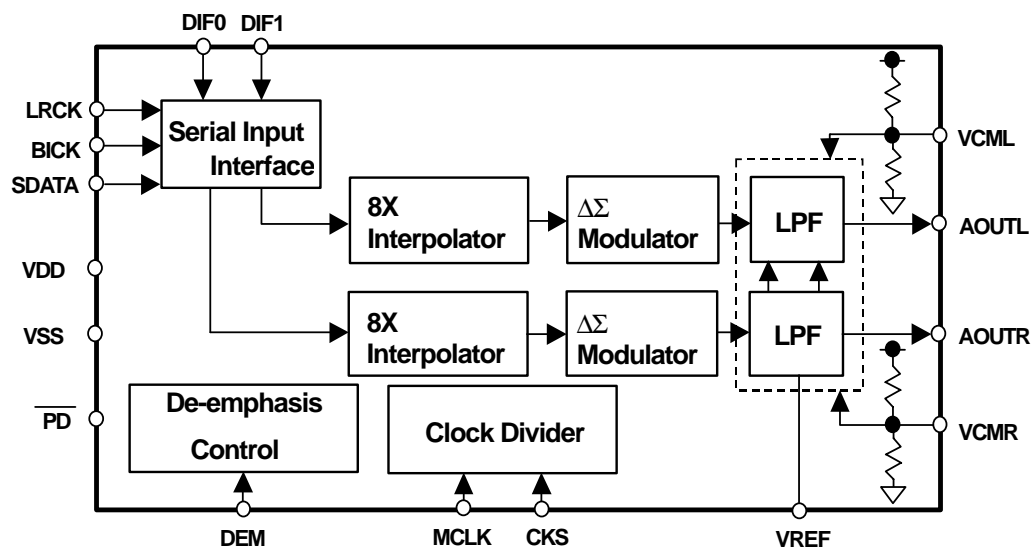 DIF0 DIF1
LRCK
BICK
SDATA
Serial Input
Interface
VCML
8X
Interpolator
ΔΣ
Modulator
LPF
AOUTL
VDD
VSS
8X
Interpolator
ΔΣ
Modulator
LPF
AOUTR
PD
De-emphasis
Control
Clock Divider
VCMR
DEM
MCLK
CKS
VREF